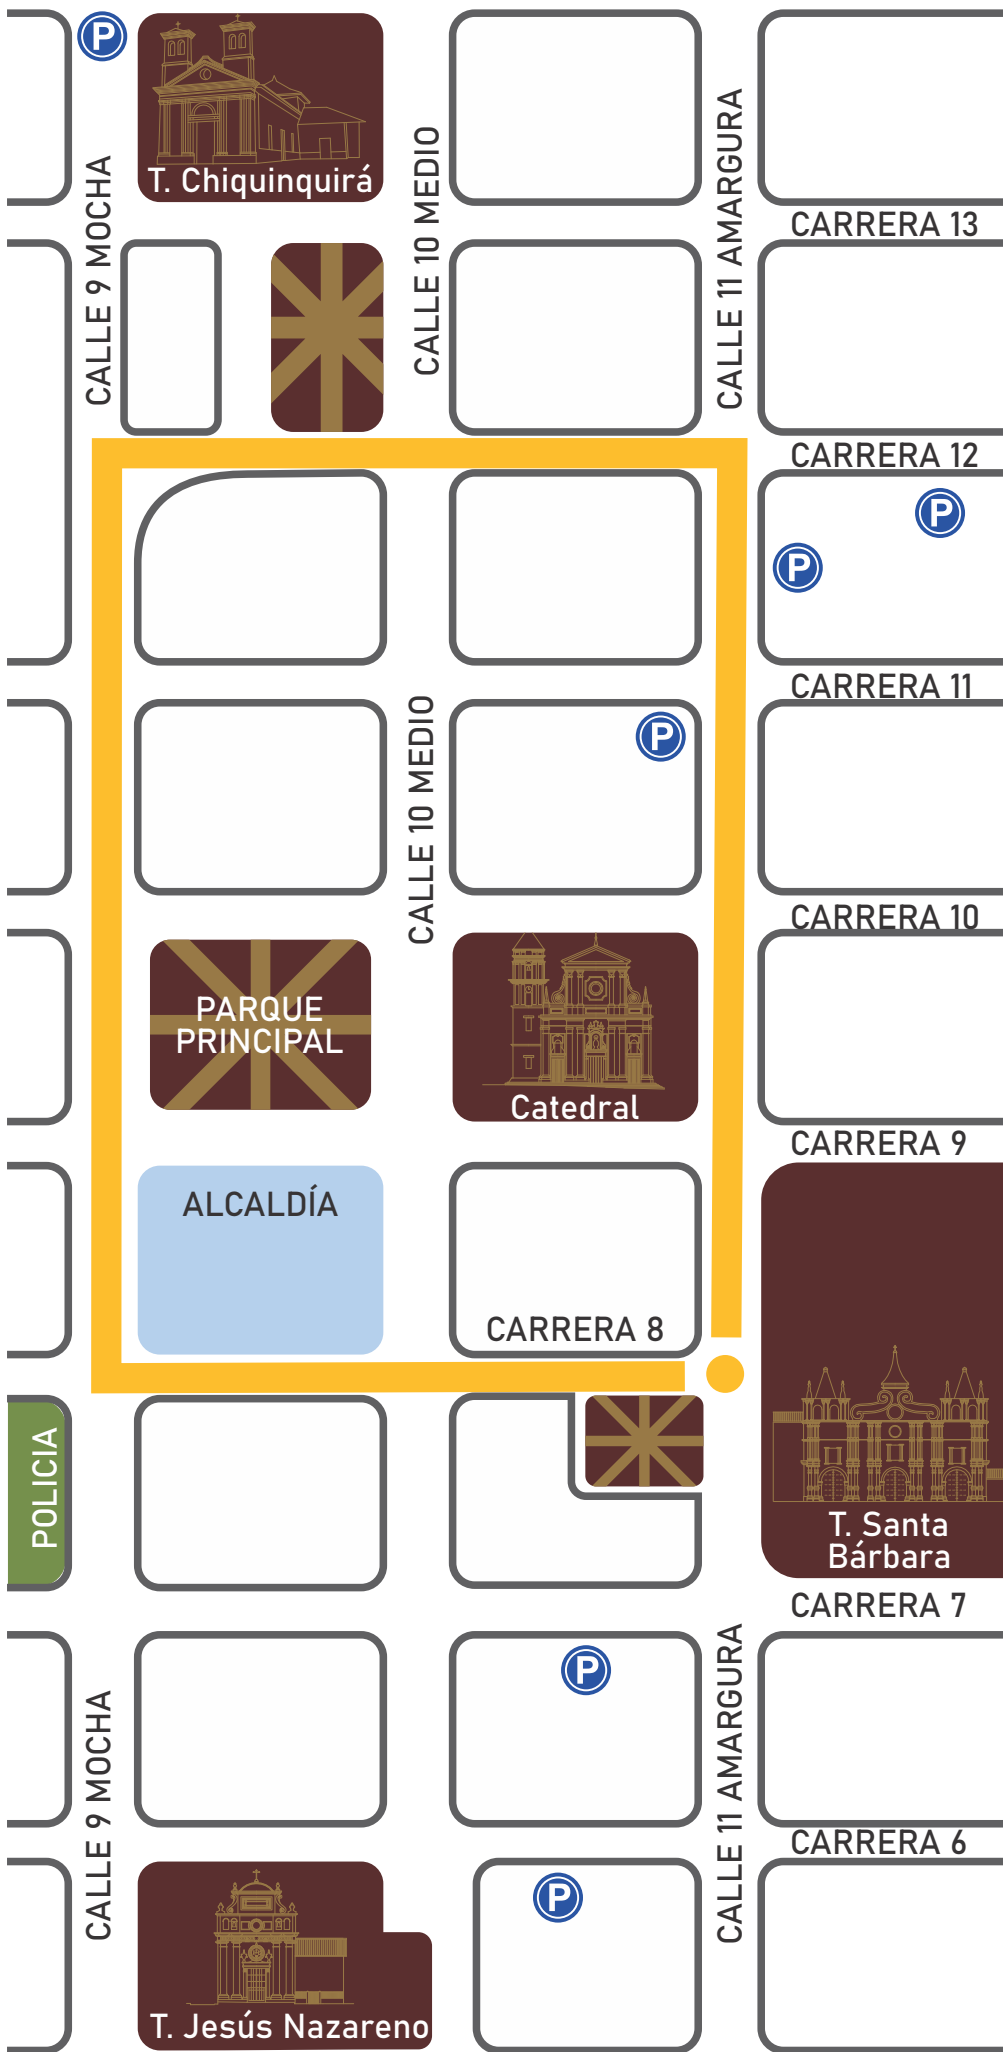 P
T. Chiquinquirá
CALLE 9 MOCHA
CALLE 10 MEDIO
CALLE 11 AMARGURA
CARRERA 13
CARRERA 12
P
P
CARRERA 11
P
CALLE 10 MEDIO
CARRERA 10
PARQUE
PRINCIPAL
Catedral
CARRERA 9
ALCALDÍA
CARRERA 8
POLICIA
T. Santa
Bárbara
CARRERA 7
P
CALLE 9 MOCHA
CALLE 11 AMARGURA
CARRERA 6
P
T. Jesús Nazareno